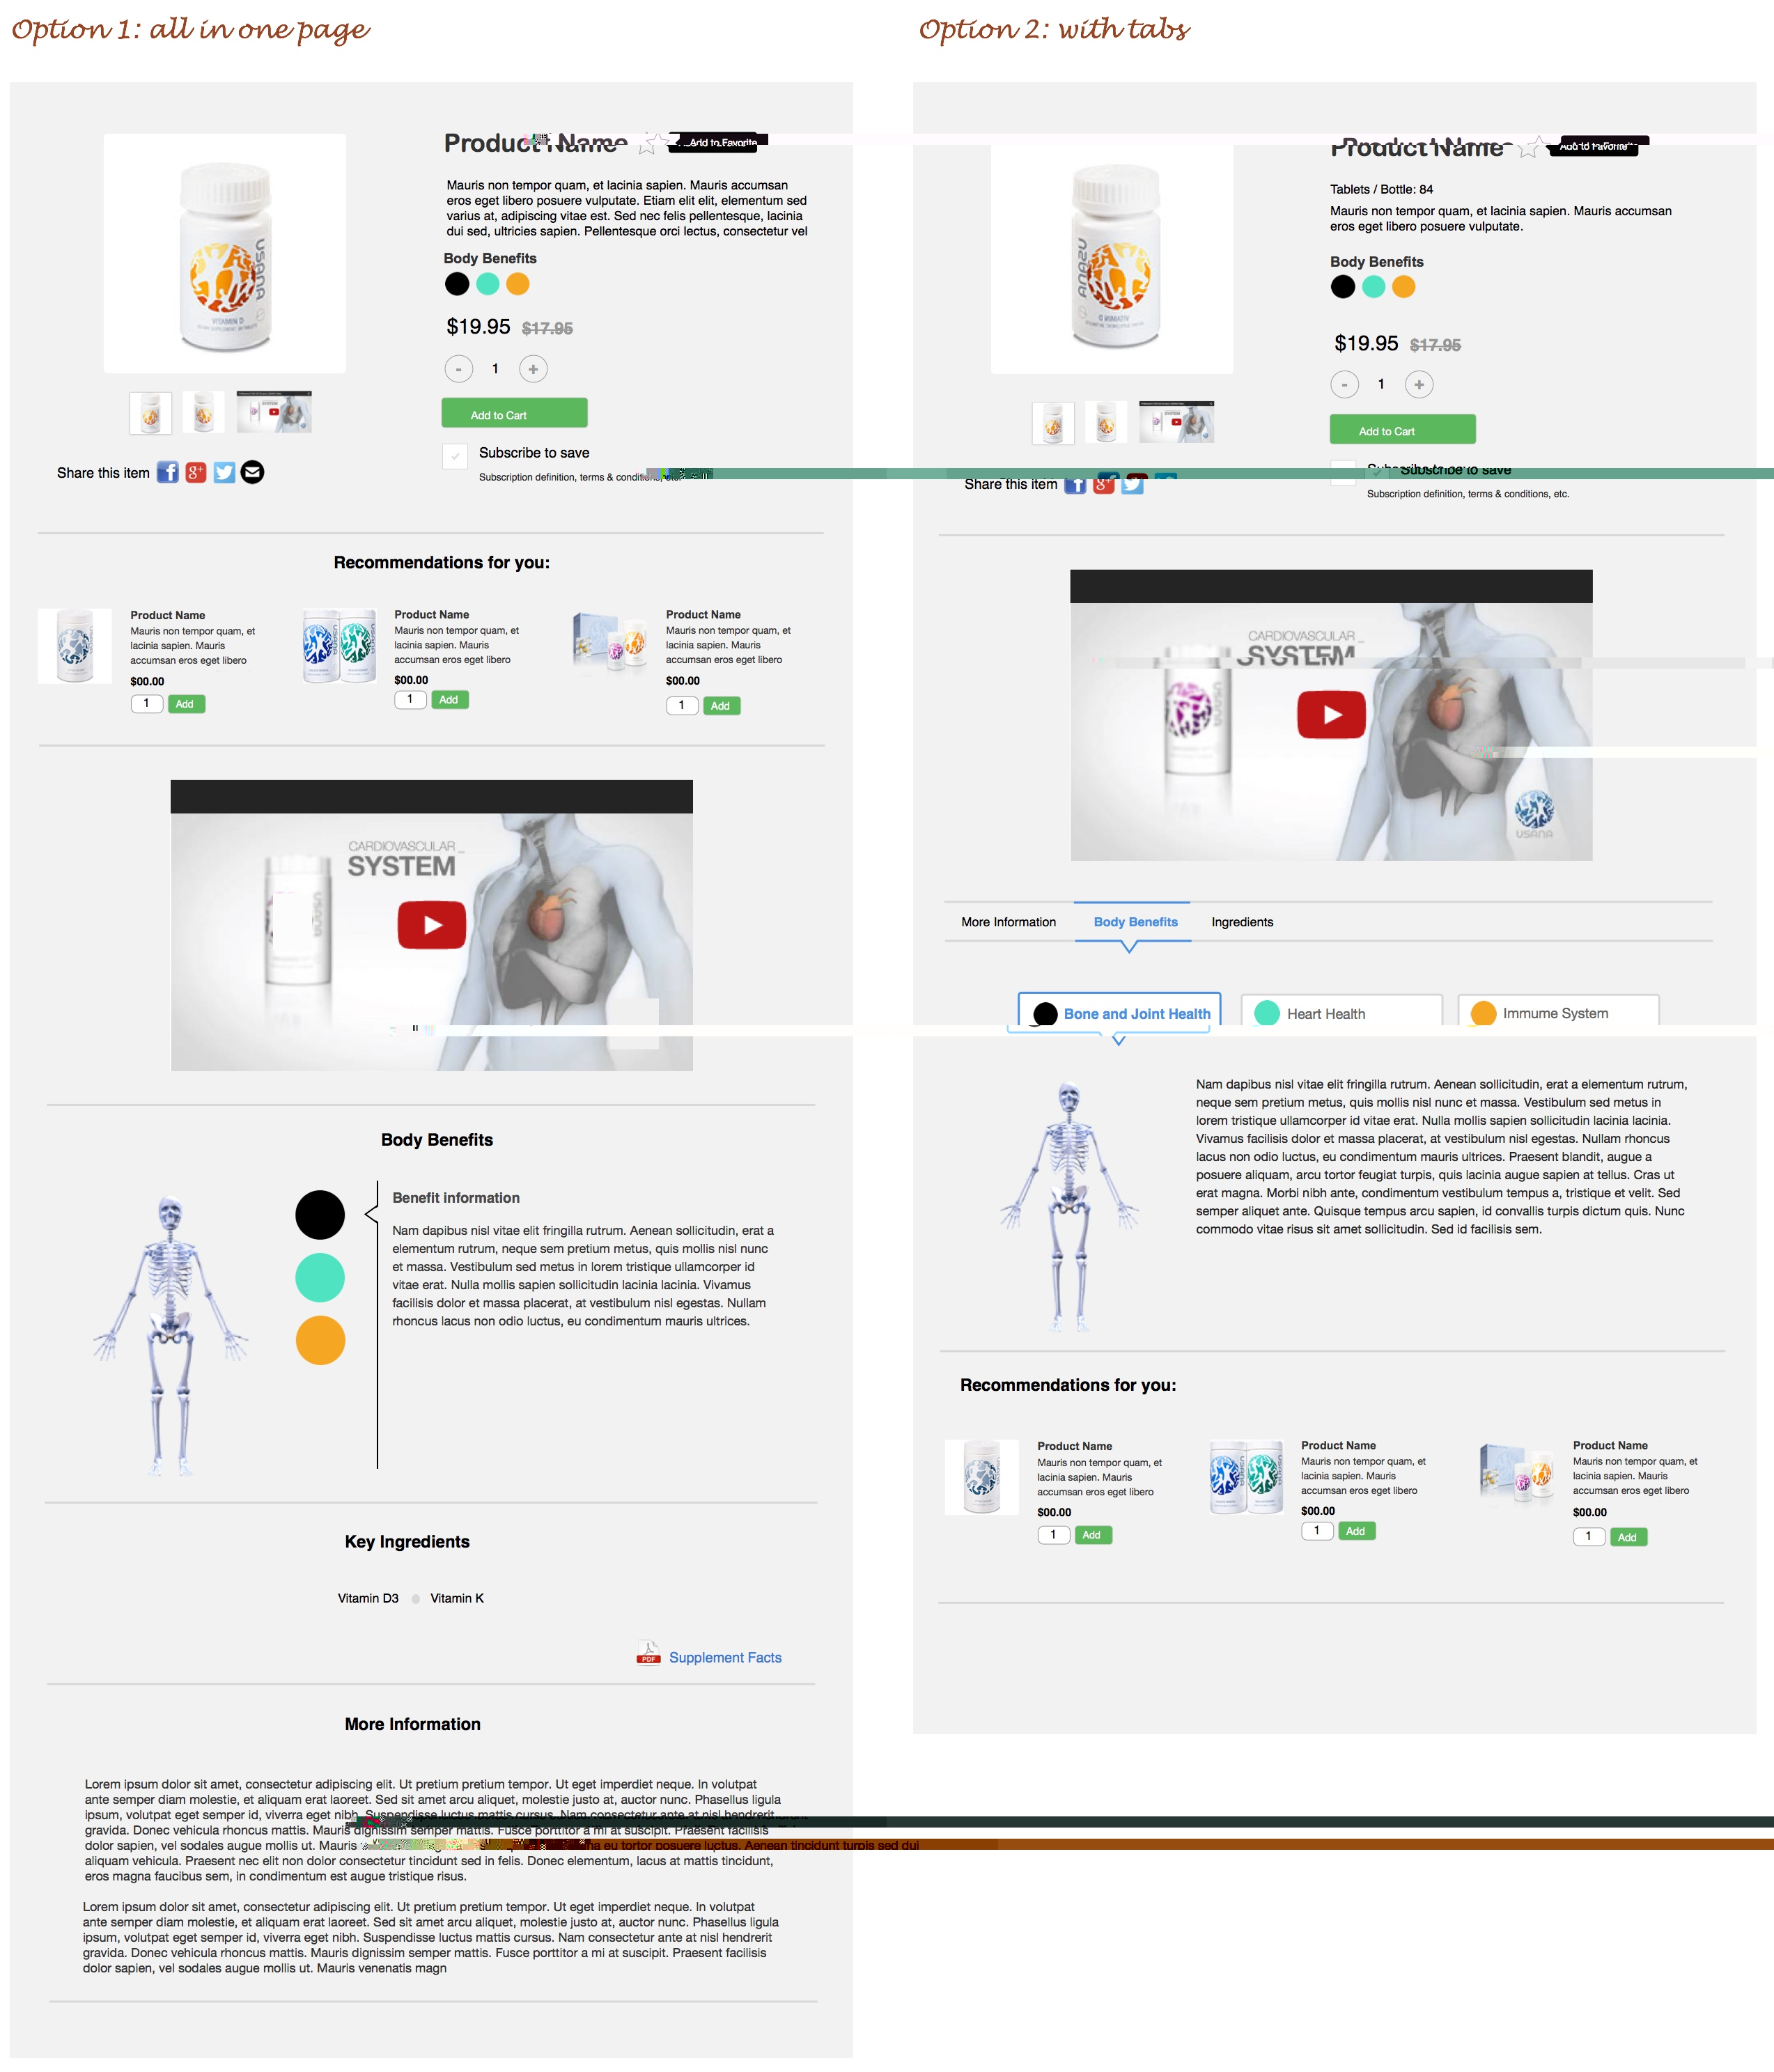 Option 1: all in one page
Product Name
Add to Favorite
Mauris non tempor quam, et lacinia sapien. Mauris accumsan
eros eget libero posuere vulputate. Etiam elit elit, elementum sed
varius at, adipiscing vitae est. Sed nec felis pellentesque, lacinia
dui sed, ultricies sapien. Pellentesque orci lectus, consectetur vel
Body Benefits
$19.95 $17.95
- 1 +
Add to Cart
Subscribe to save
Subscription definition, terms & conditions, etc.
USANA
VITAMIN D
Share this item
Recommendations for you:
Product Name
Mauris non tempor quam, et
lacinia sapien. Mauris
accumsan eros eget libero
$00.00
1 Add
Product Name
Mauris non tempor quam, et
lacinia sapien. Mauris
accumsan eros eget libero
$00.00
1 Add
Product Name
Mauris non tempor quam, et
lacinia sapien. Mauris
accumsan eros eget libero
$00.00
1 Add
CARDIOVASCULAR
SYSTEM
USANA
Body Benefits
Benefit information
Nam dapibus nisl vitae elit fringilla rutrum. Aenean sollicitudin, erat a
elementum rutrum, neque sem pretium metus, quis mollis nisl nunc
et massa. Vestibulum sed metus in lorem tristique ullamcorper id
vitae erat. Nulla mollis sapien sollicitudin lacinia lacinia. Vivamus
facilisis dolor et massa placerat, at vestibulum nisl egestas. Nullam
rhoncus lacus non odio luctus, eu condimentum mauris ultrices.
Key Ingredients
Vitamin D3 Vitamin K
PDF Supplement Facts
More Information
Lorem ipsum dolor sit amet, consectetur adipiscing elit. Ut pretium pretium tempor. Ut eget imperdiet neque. In volutpat
ante semper diam molestie, et aliquam erat laoreet. Sed sit amet arcu aliquet, molestie justo at, auctor nunc. Phasellus ligula
ipsum, volutpat eget semper id, viverra eget nibh. Suspendisse luctus mattis cursus. Nam consectetur ante at nisl hendrerit
gravida. Donec vehicula rhoncus mattis. Mauris dignissim semper mattis. Fusce porttitor a mi at suscipit. Praesent facilisis
dolor sapien, vel sodales augue mollis ut. Mauris eu tortor posuere luctus. Aenean tincidunt turpis sed dui
aliquam vehicula. Praesent nec elit non dolor consectetur tincidunt sed in felis. Donec elementum, lacus at mattis tincidunt,
eros magna faucibus sem, in condimentum est augue tristique risus.
Lorem ipsum dolor sit amet, consectetur adipiscing elit. Ut pretium pretium tempor. Ut eget imperdiet neque. In volutpat
ante semper diam molestie, et aliquam erat laoreet. Sed sit amet arcu aliquet, molestie justo at, auctor nunc. Phasellus ligula
ipsum, volutpat eget semper id, viverra eget nibh. Suspendisse luctus mattis cursus. Nam consectetur ante at nisl hendrerit
gravida. Donec vehicula rhoncus mattis. Mauris dignissim semper mattis. Fusce porttitor a mi at suscipit. Praesent facilisis
dolor sapien, vel sodales augue mollis ut. Mauris venenatis magn
Option 2: with tabs
Product Name
Add to Favorite
Tablets / Bottle: 84
Mauris non tempor quam, et lacinia sapien. Mauris accumsan
eros eget libero posuere vulputate.
Body Benefits
$19.95 $17.95
- 1 +
Add to Cart
Subscribe to save
Subscription definition, terms & conditions, etc.
USANA
VITAMIN D
Share this item
CARDIOVASCULAR
SYSTEM
USANA
USANA
More Information Body Benefits Ingredients
Bone and Joint Health Heart Health Immume System
Nam dapibus nisl vitae elit fringilla rutrum. Aenean sollicitudin, erat a elementum rutrum,
neque sem pretium metus, quis mollis nisl nunc et massa. Vestibulum sed metus in
lorem tristique ullamcorper id vitae erat. Nulla mollis sapien sollicitudin lacinia lacinia.
Vivamus facilisis dolor et massa placerat, at vestibulum nisl egestas. Nullam rhoncus
lacus non odio luctus, eu condimentum mauris ultrices. Praesent blandit, augue a
posuere aliquam, arcu tortor feugiat turpis, quis lacinia augue sapien at tellus. Cras ut
erat magna. Morbi nibh ante, condimentum vestibulum tempus a, tristique et velit. Sed
semper aliquet ante. Quisque tempus arcu sapien, id convallis turpis dictum quis. Nunc
commodo vitae risus sit amet sollicitudin. Sed id facilisis sem.
Recommendations for you:
Product Name
Mauris non tempor quam, et
lacinia sapien. Mauris
accumsan eros eget libero
$00.00
1 Add
Product Name
Mauris non tempor quam, et
lacinia sapien. Mauris
accumsan eros eget libero
$00.00
1 Add
Product Name
Mauris non tempor quam, et
lacinia sapien. Mauris
accumsan eros eget libero
$00.00
1 Add